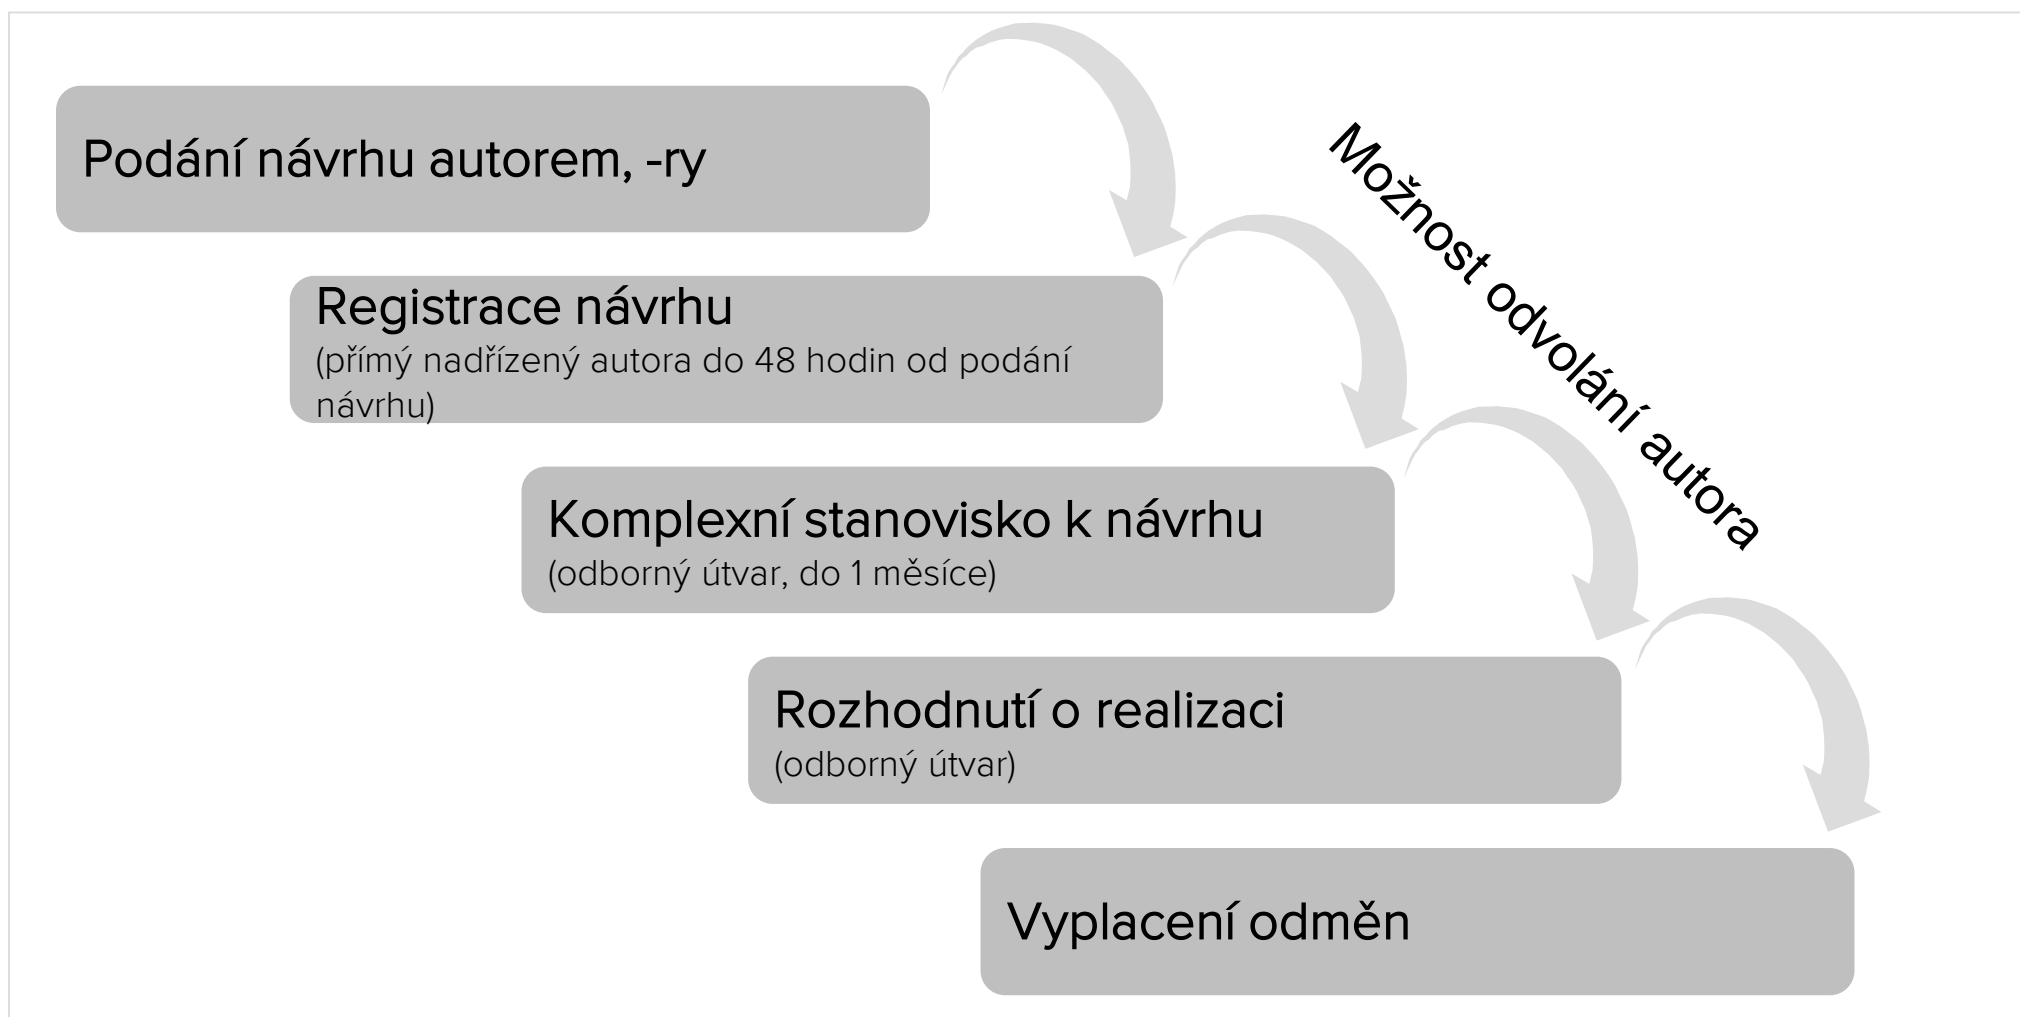 Podání návrhu autorem, -ry
Registrace návrhu
(přímý nadřízený autora do 48 hodin od podání
návrhu)
Komplexní stanovisko k návrhu
(odborný útvar, do 1 měsíce)
Rozhodnutí o realizaci
(odborný útvar)
Vyplacení odměn
Možnost odvolání autora